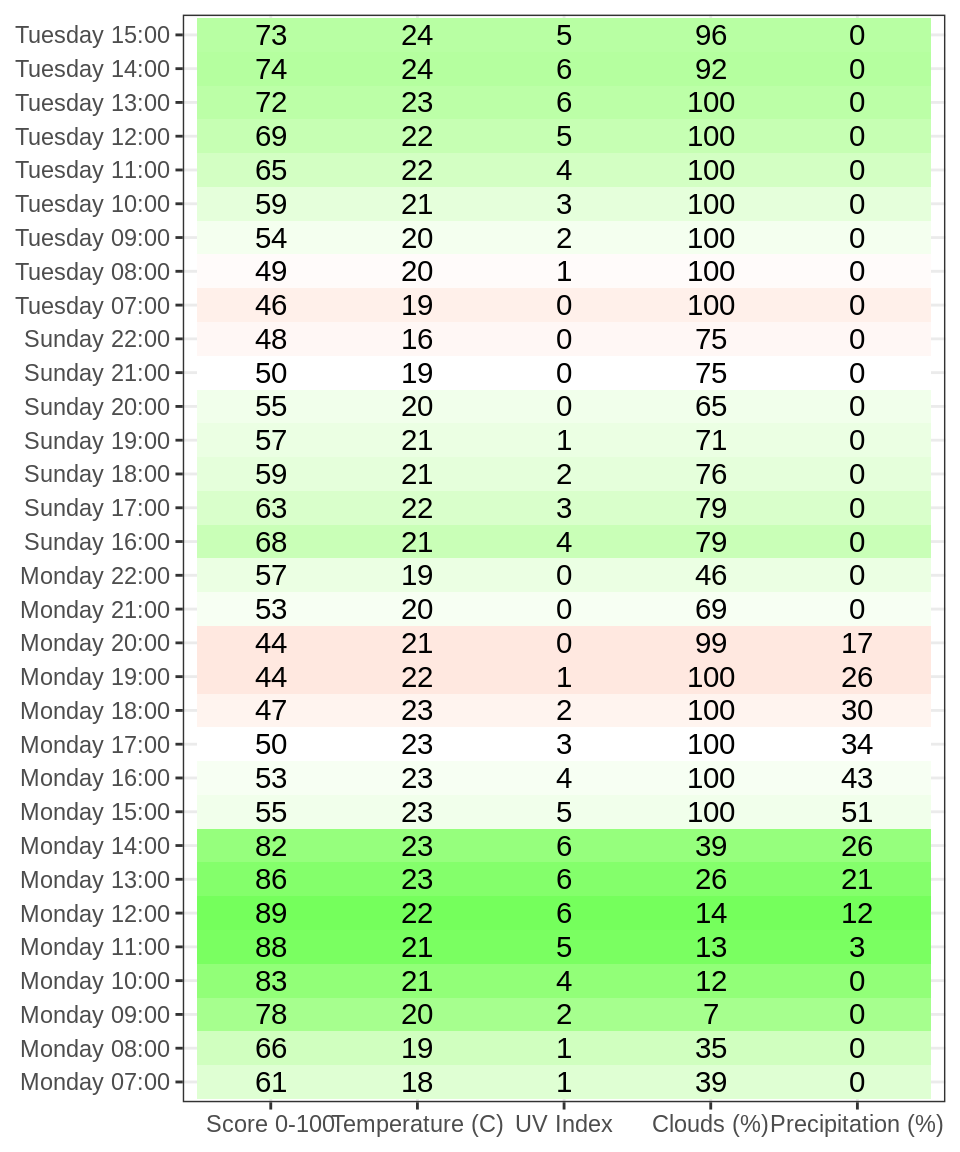 Tuesday 15:00 73 24 5 96 0
Tuesday 14:00 74 24 6 92 0
Tuesday 13:00 72 23 6 100 0
Tuesday 12:00 69 22 5 100 0
Tuesday 11:00 65 22 4 100 0
Tuesday 10:00 59 21 3 100 0
Tuesday 09:00 54 20 2 100 0
Tuesday 08:00 49 20 1 100 0
Tuesday 07:00 46 19 0 100 0
Sunday 22:00 48 16 0 75 0
Sunday 21:00 50 19 0 75 0
Sunday 20:00 55 20 0 65 0
Sunday 19:00 57 21 1 71 0
Sunday 18:00 59 21 2 76 0
Sunday 17:00 63 22 3 79 0
Sunday 16:00 68 21 4 79 0
Monday 22:00 57 19 0 46 0
Monday 21:00 53 20 0 69 0
Monday 20:00 44 21 0 99 17
Monday 19:00 44 22 1 100 26
Monday 18:00 47 23 2 100 30
Monday 17:00 50 23 3 100 34
Monday 16:00 53 23 4 100 43
Monday 15:00 55 23 5 100 51
Monday 14:00 82 23 6 39 26
Monday 13:00 86 23 6 26 21
Monday 12:00 89 22 6 14 12
Monday 11:00 88 21 5 13 3
Monday 10:00 83 21 4 12 0
Monday 09:00 78 20 2 7 0
Monday 08:00 66 19 1 35 0
Monday 07:00 61 18 1 39 0
Score 0-100 Temperature (C) UV Index Clouds (%) Precipitation (%)